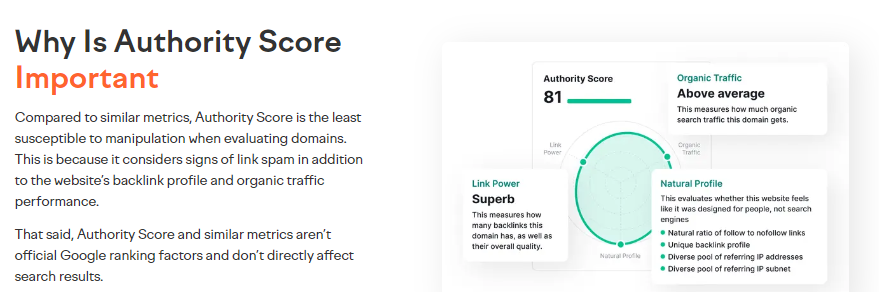 Why Is Authority Score
Important
Compared to similar metrics, Authority Score is the least
susceptible to manipulation when evaluating domains.
This is because it considers signs of link spam in addition
to the website's backlink profile and organic traffic
performance.
That said, Authority Score and similar metrics aren't
official Google ranking factors and don't directly affect
search results.
Authority Score
81
Organic Traffic
Above average
This measures how much organic
search traffic this domain gets.
Link
Power
Organic
Traffic
Link Power
Superb
This measures how
many backlinks this
domain has, as well as
their overall quality.
Natural Profile
Natural Profile
This evaluates whether this website feels
like it was designed for people, not search
engines
Natural ratio of follow to nofollow links
Unique backlink profile
Diverse pool of referring IP addresses
Diverse pool of referring IP subnet